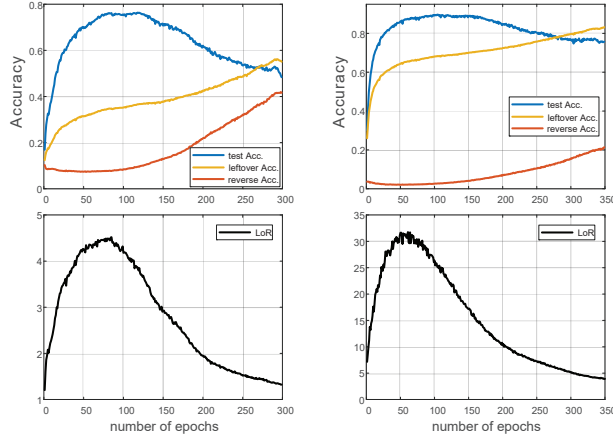 0.8
0.6
0.4
0.2
0
Accuracy
test Acc.
leftover Acc.
reverse Acc.
0 50 100 150 200 250 300
1
0.8
0.6
0.4
0.2
0
Accuracy
test Acc.
leftover Acc.
reverse Acc.
0 50 100 150 200 250 300 350
5
4
3
2
1
LoR
0 50 100 150 200 250 300
number of epochs
35
30
25
20
15
10
5
0
LoR
0 50 100 150 200 250 300 350
number of epochs